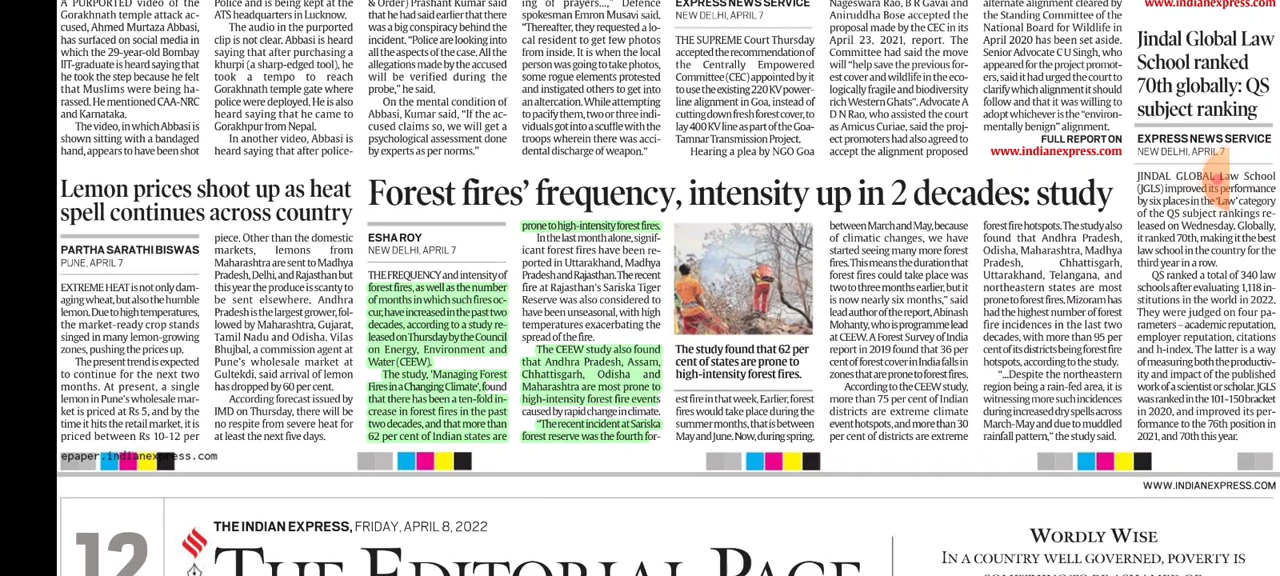 A PURPORTED video of the
Gorakhnath temple attack ac-
cused, Ahmed Murtaza Abbasi,
has surfaced on social media in
which the 29-year-old Bombay
IIT-graduate is heard saying that
he took the step because he felt
that Muslims were being ha-
rassed. He mentioned CAA-NRC
and Karnataka.
The video, in which Abbasi is
shown sitting with a bandaged
hand, appears to have been shot
Police and is being kept at the
ATS headquarters in Lucknow.
The audio in the purported
clip is not clear. Abbasi is heard
saying that after purchasing a
khurpi (a sharp-edged tool), he
took a tempo to reach
Gorakhnath temple gate where
police were deployed. He is also
heard saying that he came to
Gorakhpur from Nepal.
In another video, Abbasi is
heard saying that after police-
& Order) Prashant Kumar said
that he had said earlier that there
was a big conspiracy behind the
incident. "Police are looking into
all the aspects of the case. All the
allegations made by the accused
will be verified during the
probe," he said.
On the mental condition of
Abbasi, Kumar said, "If the ac-
cused claims so, we will get a
psychological assessment done
by experts as per norms."
ing of prayers...," Defence
spokesman Emron Musavi said.
"Thereafter, they requested a lo-
cal resident to get few photos
from inside. It is when the local
person was going to take photos,
some rogue elements protested
and instigated others to get into
an altercation. While attempting
to pacify them, two or three indi-
viduals got into a scuffle with the
troops wherein there was acci-
dental discharge of weapon."
EXPRESS NEWS SERVICE
NEW DELHI, APRIL 7
THE SUPREME Court Thursday
accepted the recommendation of
the Centrally Empowered
Committee (CEC) appointed by it
to use the existing 220 KV power-
line alignment in Goa, instead of
cutting down fresh forest cover, to
lay 400 KV line as part of the Goa-
Tamnar Transmission Project.
Hearing a plea by NGO Goa
Nageswara Rao, B R Gavai and
Aniruddha Bose accepted the
proposal made by the CEC in its
April 23, 2021, report. The
Committee had said the move
will "help save the previous for-
est cover and wildlife in the eco-
logically fragile and biodiversity
rich Western Ghats". Advocate A
D N Rao, who assisted the court
as Amicus Curiae, said the proj-
ect promoters had also agreed to
accept the alignment proposed
alternate alignment cleared by
the Standing Committee of the
National Board for Wildlife in
April 2020 has been set aside.
Senior Advocate C U Singh, who
appeared for the project promot-
ers, said it had urged the court to
clarify which alignment it should
follow and that it was willing to
adopt whichever is the "environ-
mentally benign" alignment.
FULL REPORT ON
www.indianexpress.com
www.indianexpress.com
Jindal Global Law
School ranked
70th globally: QS
subject ranking
EXPRESS NEWS SERVICE
NEW DELHI, APRIL 7
JINDAL GLOBAL Law School
(JGLS) improved its performance
by six places in the 'Law' category
of the QS subject rankings re-
leased on Wednesday. Globally,
it ranked 70th, making it the best
law school in the country for the
third year in a row.
QS ranked a total of 340 law
schools after evaluating 1,118 in-
stitutions in the world in 2022.
They were judged on four pa-
rameters – academic reputation,
employer reputation, citations
and h-index. The latter is a way
of measuring both the productiv-
ity and impact of the published
work of a scientist or scholar. JGLS
was ranked in the 101-150 bracket
in 2020, and improved its per-
formance to the 76th position in
2021, and 70th this year.
Lemon prices shoot up as heat
spell continues across country
PARTHA SARATHI BISWAS
PUNE, APRIL 7
EXTREME HEAT is not only dam-
aging wheat, but also the humble
lemon. Due to high temperatures,
the market-ready crop stands
singed in many lemon-growing
zones, pushing the prices up.
The present trend is expected
to continue for the next two
months. At present, a single
lemon in Pune's wholesale mar-
ket is priced at Rs 5, and by the
time it hits the retail market, it is
priced between Rs 10-12 per
piece. Other than the domestic
markets, lemons from
Maharashtra are sent to Madhya
Pradesh, Delhi, and Rajasthan but
this year the produce is scanty to
be sent elsewhere. Andhra
Pradesh is the largest grower, fol-
lowed by Maharashtra, Gujarat,
Tamil Nadu and Odisha. Vilas
Bhujbal, a commission agent at
Pune's wholesale market at
Gultekdi, said arrival of lemon
has dropped by 60 per cent.
According forecast issued by
IMD on Thursday, there will be
no respite from severe heat for
at least the next five days.
Forest fires' frequency, intensity up in 2 decades: study
ESHA ROY
NEW DELHI, APRIL 7
THE FREQUENCY and intensity of
forest fires, as well as the number
of months in which such fires oc-
cur, have increased in the past two
decades, according to a study re-
leased on Thursday by the Council
on Energy, Environment and
Water (CEEW).
The study, 'Managing Forest
Fires in a Changing Climate', found
that there has been a ten-fold in-
crease in forest fires in the past
two decades, and that more than
62 per cent of Indian states are
prone to high-intensity forest fires.
In the last month alone, signif-
icant forest fires have been re-
ported in Uttarakhand, Madhya
Pradesh and Rajasthan. The recent
fire at Rajasthan's Sariska Tiger
Reserve was also considered to
have been unseasonal, with high
temperatures exacerbating the
spread of the fire.
The CEEW study also found
that Andhra Pradesh, Assam,
Chhattisgarh, Odisha and
Maharashtra are most prone to
high-intensity forest fire events
caused by rapid change in climate.
"The recent incident at Sariska
forest reserve was the fourth for-
The study found that 62 per
cent of states are prone to
high-intensity forest fires.
est fire in that week. Earlier, forest
fires would take place during the
summer months, that is between
May and June. Now, during spring,
between March and May, because
of climatic changes, we have
started seeing many more forest
fires. This means the duration that
forest fires could take place was
two to three months earlier, but it
is now nearly six months," said
lead author of the report, Abinash
Mohanty, who is programme lead
at CEEW. A Forest Survey of India
report in 2019 found that 36 per
cent of forest cover in India falls in
zones that are prone to forest fires.
According to the CEEW study,
more than 75 per cent of Indian
districts are extreme climate
event hotspots, and more than 30
per cent of districts are extreme
forest fire hotspots. The study also
found that Andhra Pradesh,
Odisha, Maharashtra, Madhya
Pradesh, Chhattisgarh,
Uttarakhand, Telangana, and
northeastern states are most
prone to forest fires. Mizoram has
had the highest number of forest
fire incidences in the last two
decades, with more than 95 per
cent of its districts being forest fire
hotspots, according to the study.
"...Despite the northeastern
region being a rain-fed area, it is
witnessing more such incidences
during increased dry spells across
March-May and due to muddled
rainfall pattern," the study said.
epaper.indianexpress.com
WWW.INDIANEXPRESS.COM
12
THE INDIAN EXPRESS, FRIDAY, APRIL 8, 2022
THE EDITORIAL PAGE
WORDLY WISE
IN A COUNTRY WELL GOVERNED, POVERTY IS
SOMETHING TO BE ASHAMED OF